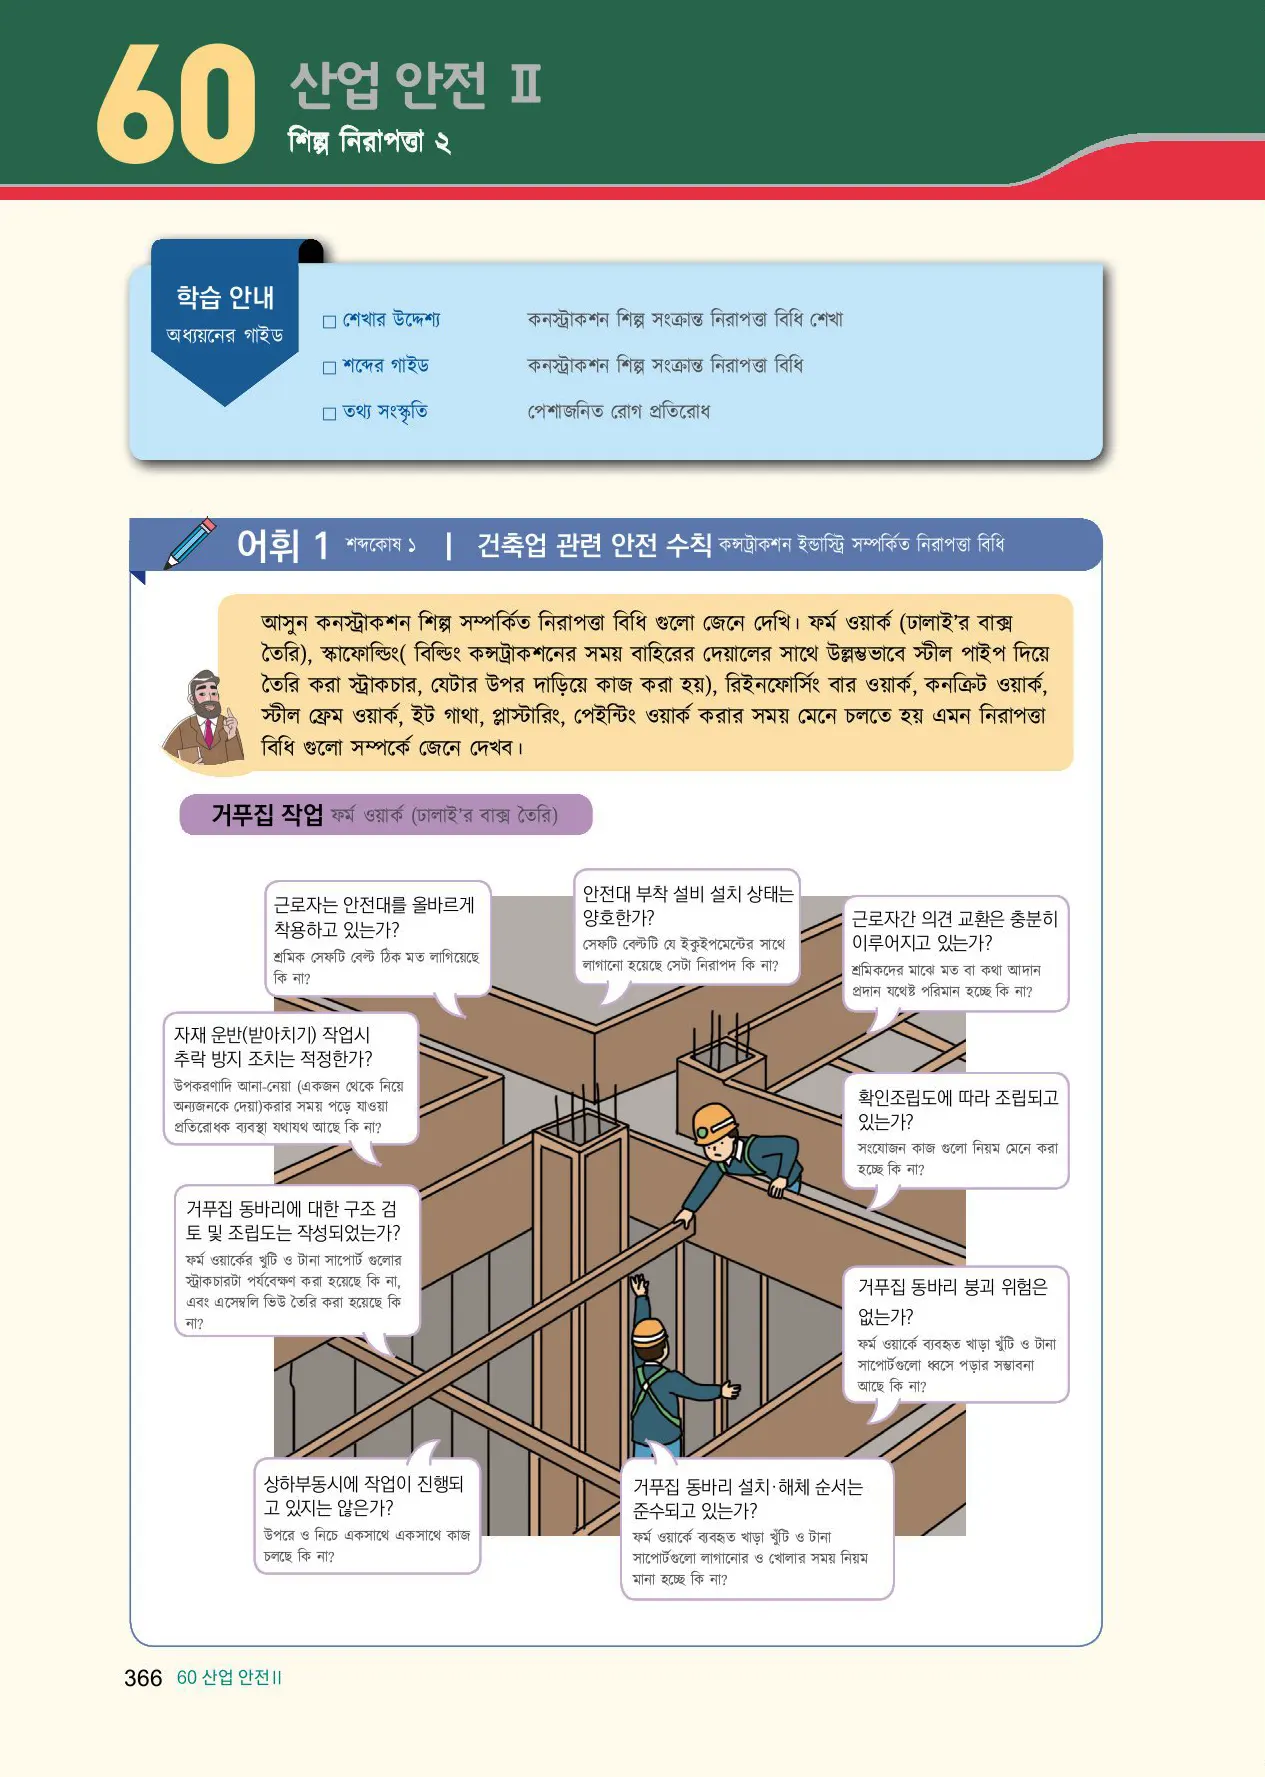 60
산업 안전 Ⅱ
শিল্প নিরাপত্তা ২
학습 안내
অধ্যয়নের গাইড
□ শেখার উদ্দেশ্য কনস্ট্রাকশন শিল্প সংক্রান্ত নিরাপত্তা বিধি শেখা
□ শব্দের গাইড কনস্ট্রাকশন শিল্প সংক্রান্ত নিরাপত্তা বিধি
□ তথ্য সংস্কৃতি পেশাজনিত রোগ প্রতিরোধ
어휘 1 শব্দকোষ ১ | 건축업 관련 안전 수칙 কন্সট্রাকশন ইন্ডাস্ট্রি সম্পর্কিত নিরাপত্তা বিধি
আসুন কনস্ট্রাকশন শিল্প সম্পর্কিত নিরাপত্তা বিধি গুলো জেনে দেখি। ফর্ম ওয়ার্ক (ঢালাই’র বাক্স
তৈরি), স্কাফোল্ডিং( বিল্ডিং কন্সট্রাকশনের সময় বাহিরের দেয়ালের সাথে উল্লম্ভভাবে স্টীল পাইপ দিয়ে
তৈরি করা স্ট্রাকচার, যেটার উপর দাড়িয়ে কাজ করা হয়), রিইনফোর্সিং বার ওয়ার্ক, কনক্রিট ওয়ার্ক,
স্টীল ফ্রেম ওয়ার্ক, ইট গাথা, প্লাস্টারিং, পেইন্টিং ওয়ার্ক করার সময় মেনে চলতে হয় এমন নিরাপত্তা
বিধি গুলো সম্পর্কে জেনে দেখব।
거푸집 작업 ফর্ম ওয়ার্ক (ঢালাই’র বাক্স তৈরি)
근로자는 안전대를 올바르게
착용하고 있는가?
শ্রমিক সেফটি বেল্ট ঠিক মত লাগিয়েছে
কি না?
안전대 부착 설비 설치 상태는
양호한가?
সেফটি বেল্টটি যে ইকুইপমেন্টের সাথে
লাগানো হয়েছে সেটা নিরাপদ কি না?
근로자간 의견 교환은 충분히
이루어지고 있는가?
শ্রমিকদের মাঝে মত বা কথা আদান
প্রদান যথেষ্ট পরিমান হচ্ছে কি না?
자재 운반(받아치기) 작업시
추락 방지 조치는 적정한가?
উপকরণাদি আনা-নেয়া (একজন থেকে নিয়ে
অন্যজনকে দেয়া)করার সময় পড়ে যাওয়া
প্রতিরোধক ব্যবস্থা যথাযথ আছে কি না?
확인조립도에 따라 조립되고
있는가?
সংযোজন কাজ গুলো নিয়ম মেনে করা
হচ্ছে কি না?
거푸집 동바리에 대한 구조 검
토 및 조립도는 작성되었는가?
ফর্ম ওয়ার্কের খুটি ও টানা সাপোর্ট গুলোর
স্ট্রাকচারটা পর্যবেক্ষণ করা হয়েছে কি না,
এবং এসেম্বলি ভিউ তৈরি করা হয়েছে কি
না?
거푸집 동바리 붕괴 위험은
없는가?
ফর্ম ওয়ার্কে ব্যবহৃত খাড়া খুঁটি ও টানা
সাপোর্টগুলো ধ্বসে পড়ার সম্ভাবনা
আছে কি না?
상하부동시에 작업이 진행되
고 있지는 않은가?
উপরে ও নিচে একসাথে একসাথে কাজ
চলছে কি না?
거푸집 동바리 설치·해체 순서는
준수되고 있는가?
ফর্ম ওয়ার্কে ব্যবহৃত খাড়া খুঁটি ও টানা
সাপোর্টগুলো লাগানোর ও খোলার সময় নিয়ম
মানা হচ্ছে কি না?
366 60 산업 안전Ⅱ